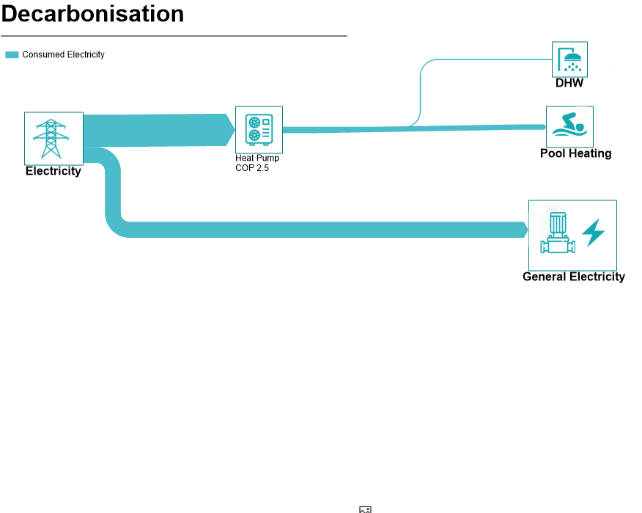 Decarbonisation
Consumed Electricity
DHW
Pool Heating
Heat Pump
COP 2.5
Electricity
General Electricity